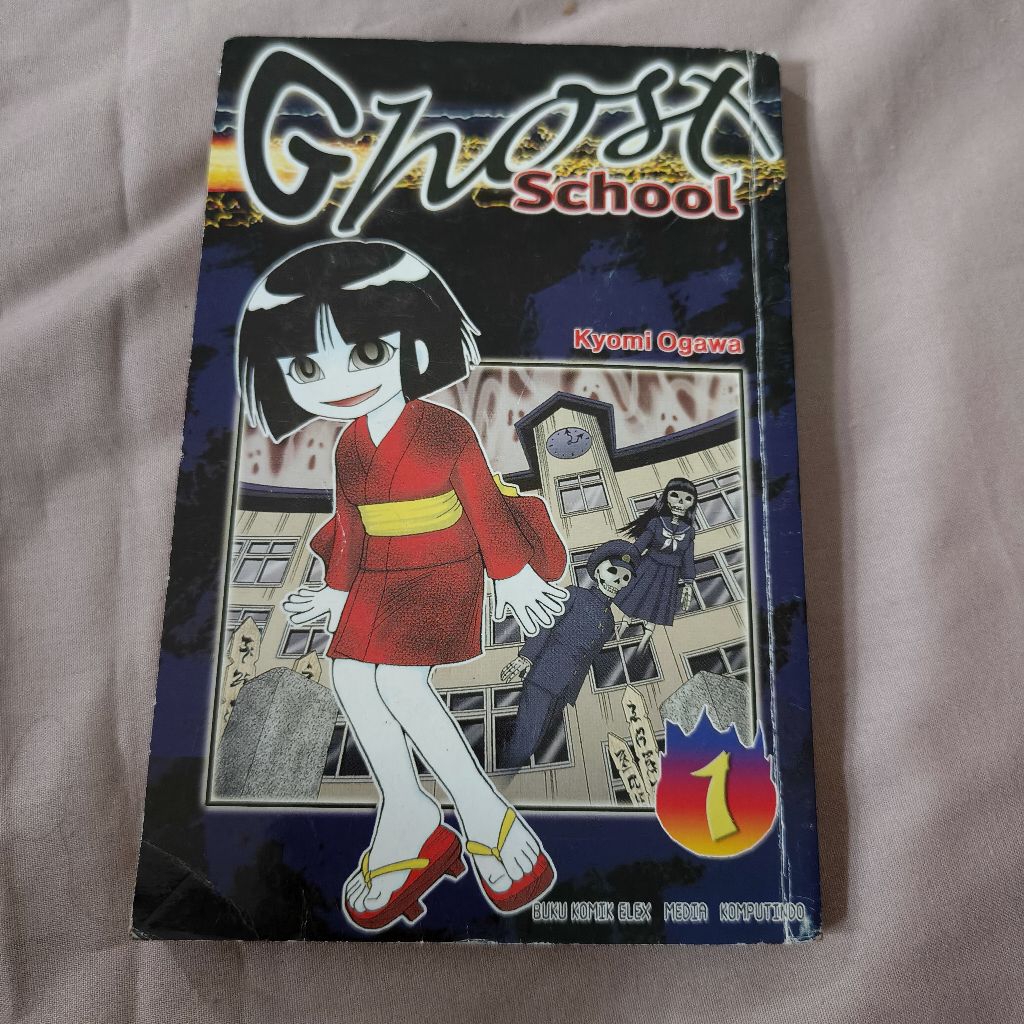 Ghost
School
Kyomi Ogawa
1
BUKU KOMIK ELEX MEDIA KOMPUTINDO